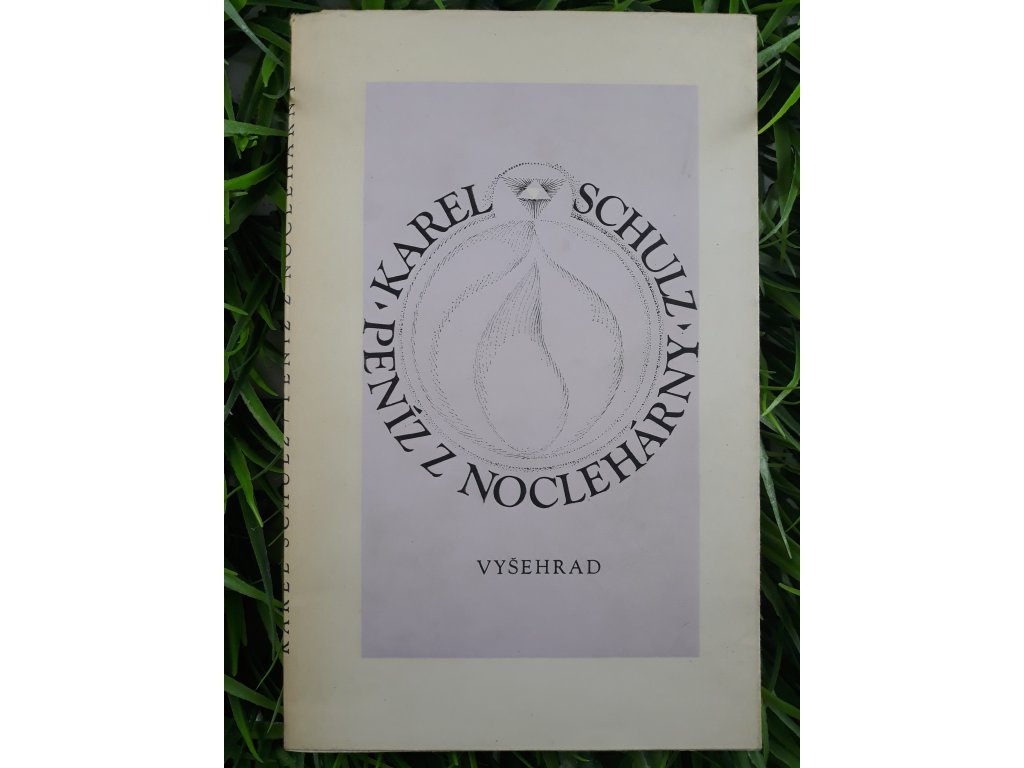 KAREL SCHULZ · PENÍZ Z NOCLEHÁRNY ·
VYŠEHRAD
KAREL SCHULZ / PENÍZ Z NOCLEHÁRNY